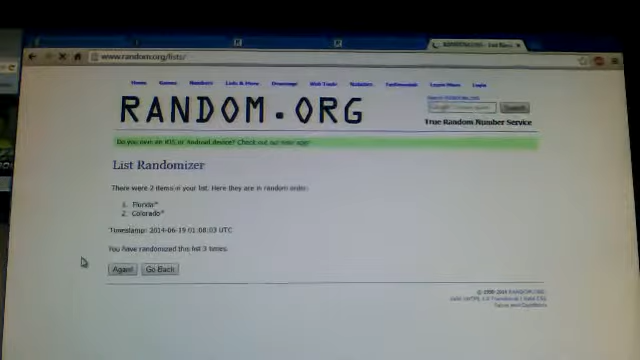 www.random.org/lists/
Home Games Numbers Lists & More Drawings Web Tools Statistics Testimonials Learn More Login
RANDOM.ORG
Search
True Random Number Service
Do you own an iOS or Android device? Check out our new app!
List Randomizer
There were 2 items in your list. Here they are in random order:
1. Florida
2. Colorado
Timestamp: 2014-06-19 01:08:03 UTC
You have randomized this list 3 times.
Again! Go Back
RANDOM.ORG
Terms and Conditions